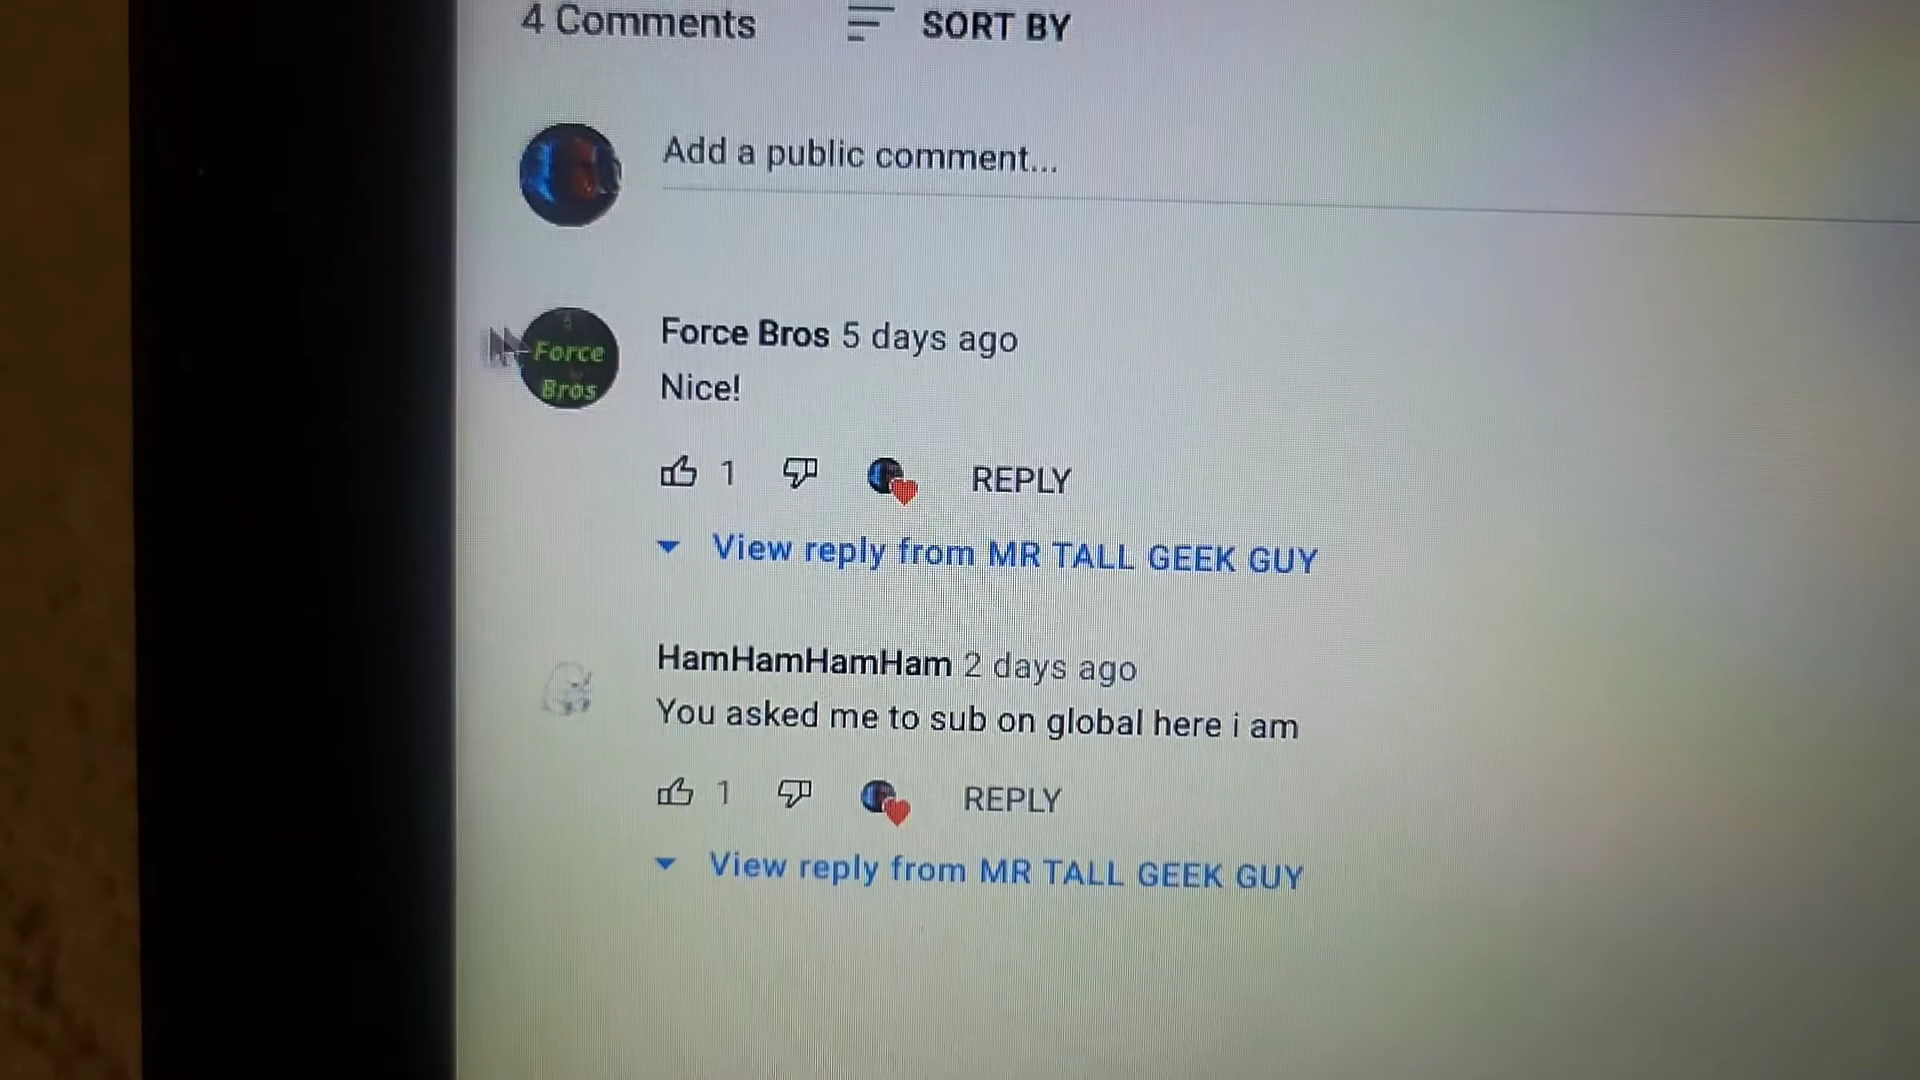 4 Comments SORT BY
Add a public comment...
Force Bros 5 days ago
Force
Bros
Nice!
1 REPLY
View reply from MR TALL GEEK GUY
HamHamHamHam 2 days ago
You asked me to sub on global here i am
1 REPLY
View reply from MR TALL GEEK GUY